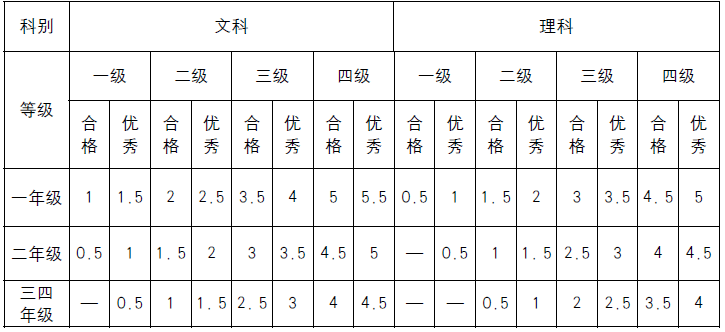 科别 文科 理科
等级 一级 二级 三级 四级 一级 二级 三级 四级
合格 优秀 合格 优秀 合格 优秀 合格 优秀 合格 优秀 合格 优秀 合格 优秀 合格 优秀
一年级 1 1.5 2 2.5 3.5 4 5 5.5 0.5 1 1.5 2 3 3.5 4.5 5
二年级 0.5 1 1.5 2 3 3.5 4.5 5 — 0.5 1 1.5 2.5 3 4 4.5
三四年级 — 0.5 1 1.5 2.5 3 4 4.5 — — 0.5 1 2 2.5 3.5 4